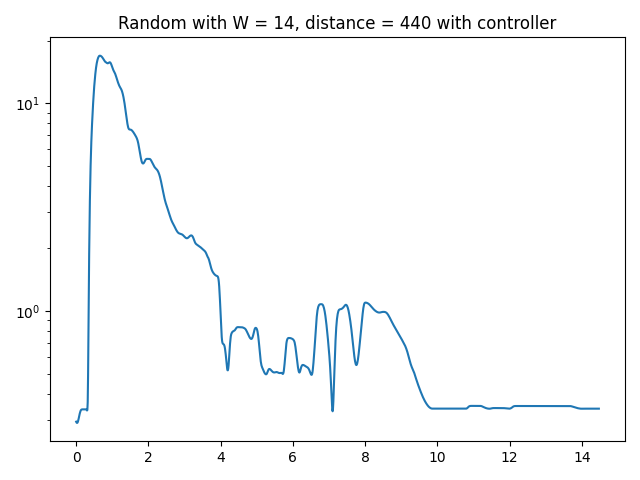 Random with W = 14, distance = 440 with controller
10¹
10⁰
0 2 4 6 8 10 12 14